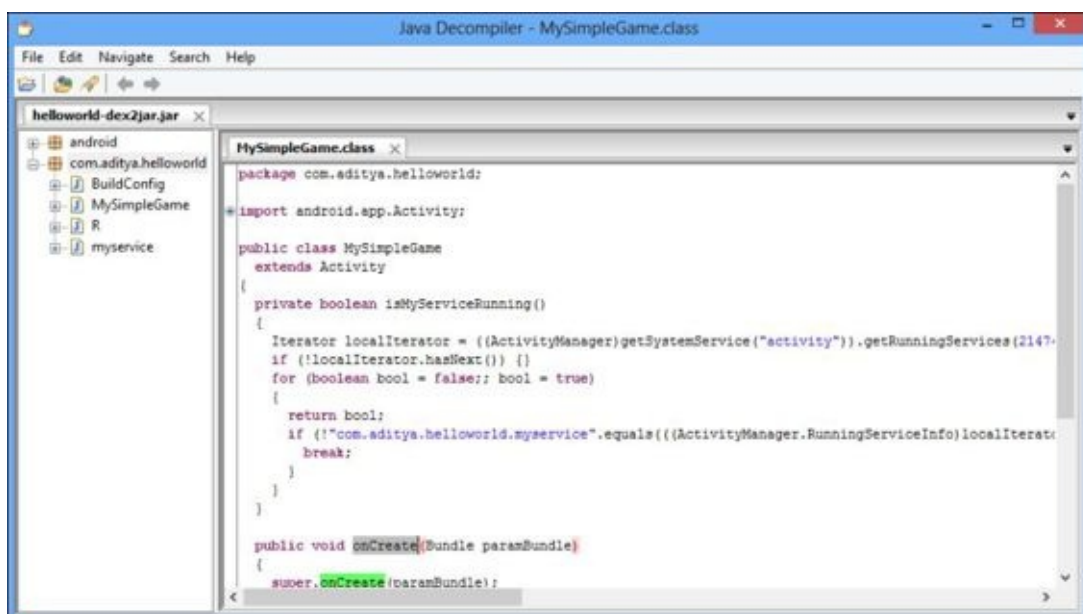 Java Decompiler - MySimpleGame.class
File Edit Navigate Search Help
helloworld-dex2jar.jar
android
com.aditya.helloworld
BuildConfig
MySimpleGame
R
myservice
MySimpleGame.class
package com.aditya.helloworld;
import android.app.Activity;
public class MySimpleGame
extends Activity
{
private boolean isMyServiceRunning()
{
Iterator localIterator = ((ActivityManager)getSystemService("activity")).getRunningServices(2147
if (!localIterator.hasNext()) {}
for (boolean bool = false;; bool = true)
{
return bool;
if (!"com.aditya.helloworld.myservice".equals(((ActivityManager.RunningServiceInfo)localIterato
break;
}
}
}
public void onCreate(Bundle paramBundle)
{
super.onCreate(paramBundle);